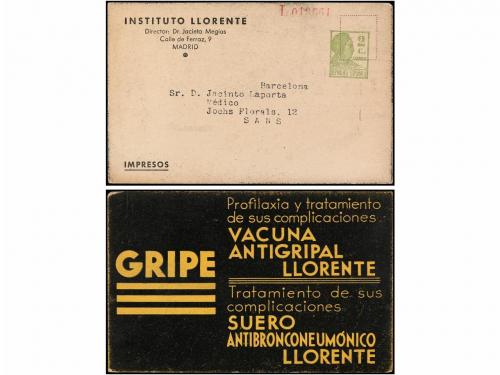 INSTITUTO LLORENTE
Director: Dr. Jacinto Megías
Calle de Ferraz, 9
MADRID
Barcelona
Sr. D. Jacinto Laporta
Médico
Jochs Florals. 12
SANS
IMPRESOS
GRIPE
Profilaxia y tratamiento
de sus complicaciones
VACUNA
ANTIGRIPAL
LLORENTE
Tratamiento de sus
complicaciones
SUERO
ANTIBRONCONEUMÓNICO
LLORENTE